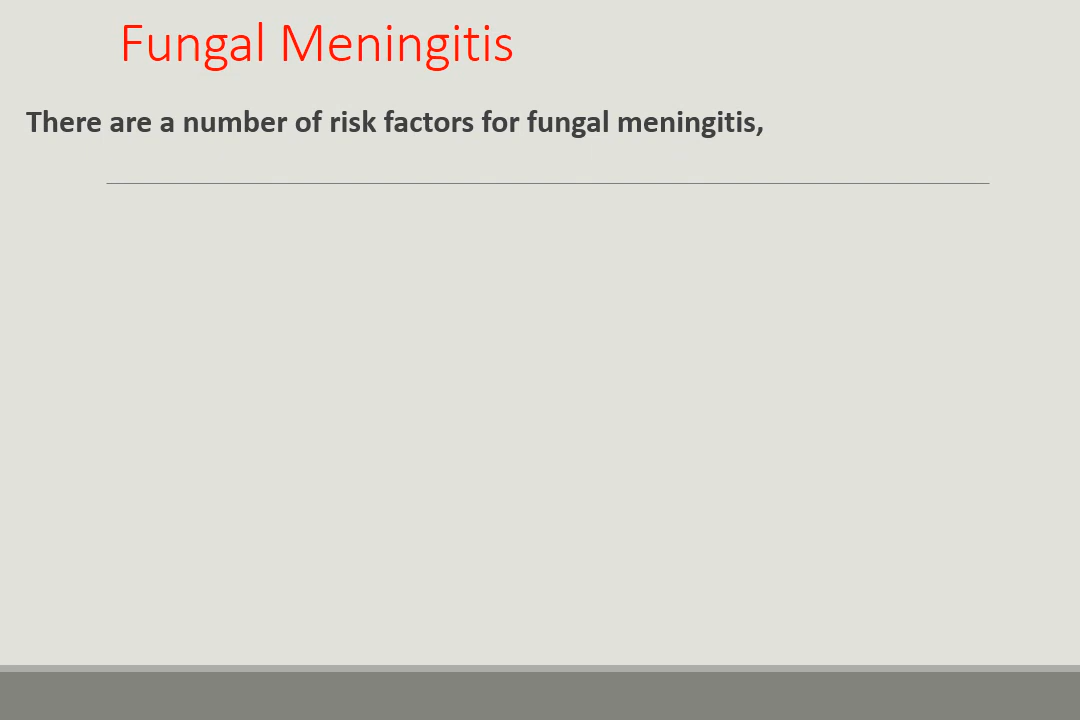 Fungal Meningitis
There are a number of risk factors for fungal meningitis,